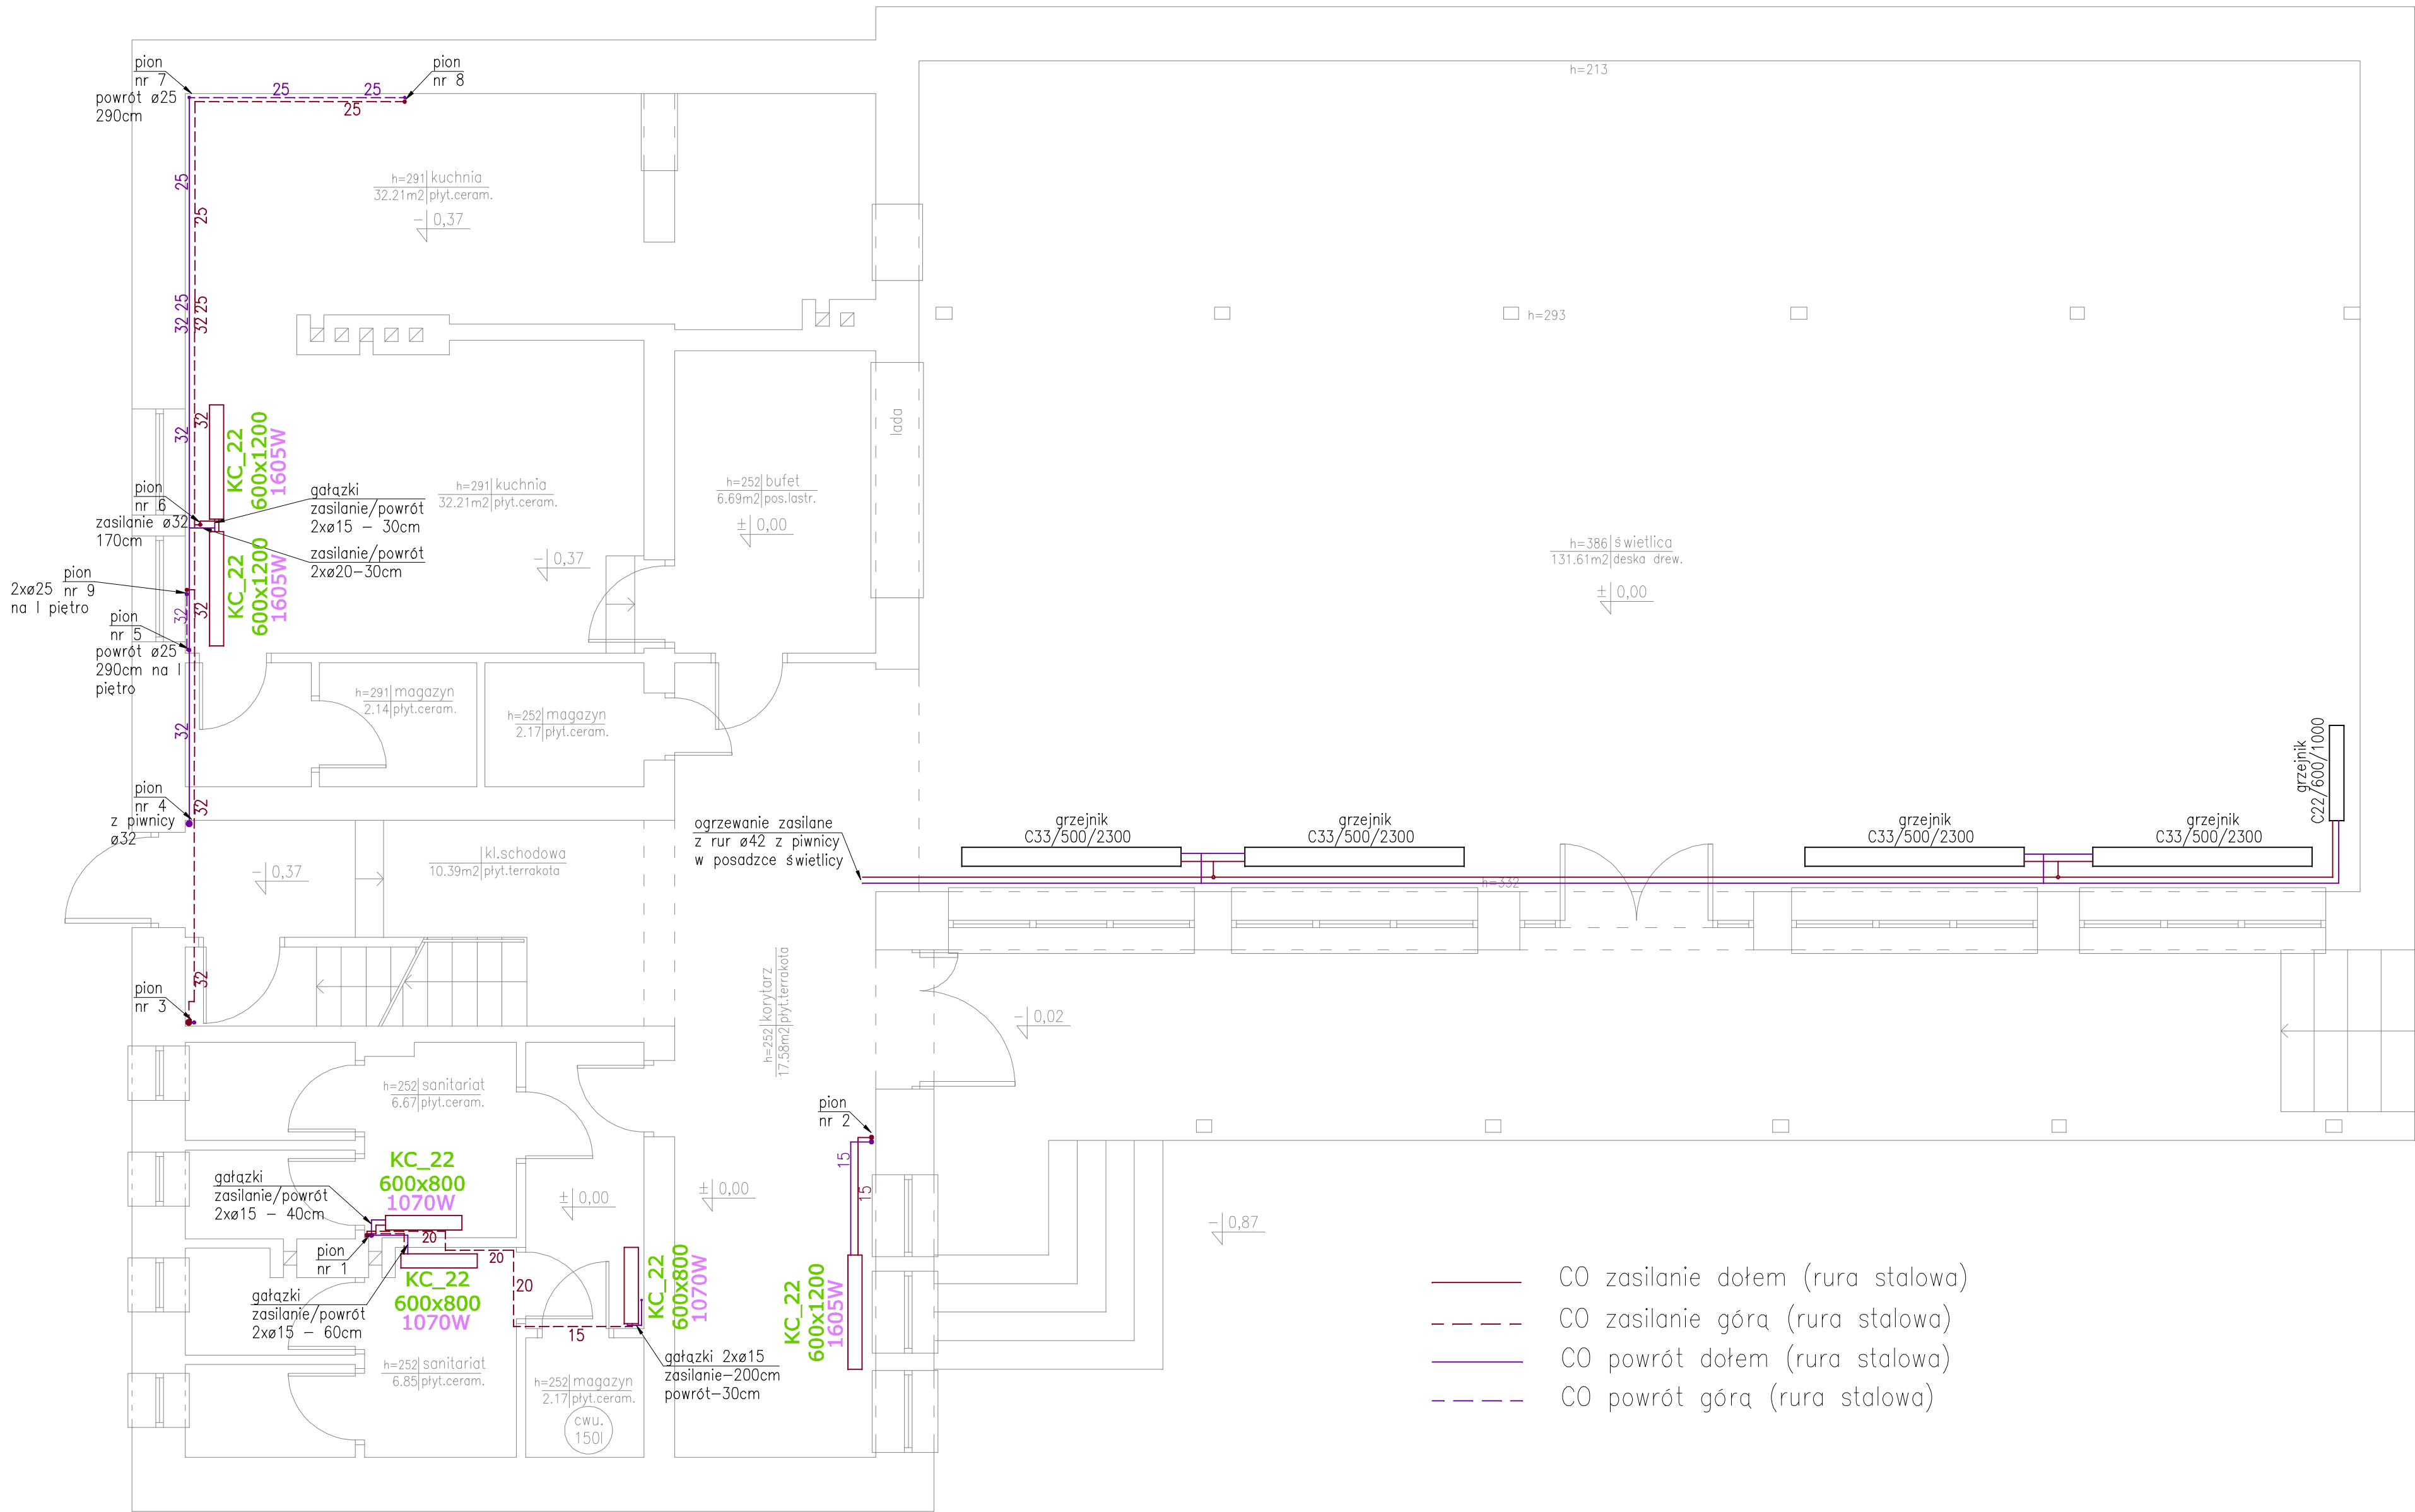 pion
nr 7
powrót ø25
290cm
25
25
25
pion
nr 8
h=213
25
25
h=291 kuchnia
32.21m2 płyt.ceram.
- 0,37
32 25
32 25
h=293
32
32
KC_22
600x1200
1605W
lada
pion
nr 6
zasilanie ø32
170cm
gałązki
zasilanie/powrót
2xø15 - 30cm
zasilanie/powrót
2xø20-30cm
h=291 kuchnia
32.21m2 płyt.ceram.
- 0,37
h=252 bufet
6.69m2 pos.lastr.
± 0,00
h=386 świetlica
131.61m2 deska drew.
± 0,00
KC_22
600x1200
1605W
pion
2xø25 nr 9
na I piętro
32
32
pion
nr 5
powrót ø25
290cm na I
piętro
h=291 magazyn
2.14 płyt.ceram.
h=252 magazyn
2.17 płyt.ceram.
32
32
pion
nr 4
z piwnicy
ø32
kl.schodowa
10.39m2 płyt.terrakota
- 0,37
ogrzewanie zasilane
z rur ø42 z piwnicy
w posadzce świetlicy
grzejnik
C33/500/2300
grzejnik
C33/500/2300
grzejnik
C33/500/2300
grzejnik
C33/500/2300
grzejnik
C22/600/1000
h=332
32
pion
nr 3
h=252 korytarz
17.58m2 płyt.terrakota
- 0,02
h=252 sanitariat
6.67 płyt.ceram.
pion
nr 2
15
15
KC_22
600x800
1070W
gałązki
zasilanie/powrót
2xø15 - 40cm
± 0,00
± 0,00
- 0,87
pion
nr 1
20
20
20
15
KC_22
600x800
1070W
gałązki
zasilanie/powrót
2xø15 - 60cm
KC_22
600x800
1070W
KC_22
600x1200
1605W
gałązki 2xø15
zasilanie-200cm
powrót-30cm
h=252 sanitariat
6.85 płyt.ceram.
h=252 magazyn
2.17 płyt.ceram.
cwu.
150l
CO zasilanie dołem (rura stalowa)
CO zasilanie górą (rura stalowa)
CO powrót dołem (rura stalowa)
CO powrót górą (rura stalowa)